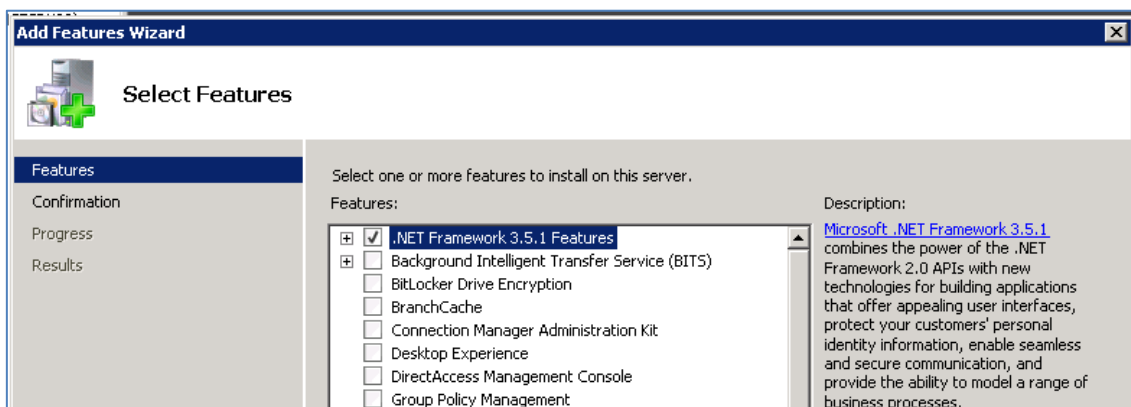 Add Features Wizard
Select Features
Features
Confirmation
Progress
Results
Select one or more features to install on this server.
Features:
.NET Framework 3.5.1 Features
Background Intelligent Transfer Service (BITS)
BitLocker Drive Encryption
BranchCache
Connection Manager Administration Kit
Desktop Experience
DirectAccess Management Console
Group Policy Management
Description:
Microsoft .NET Framework 3.5.1
combines the power of the .NET
Framework 2.0 APIs with new
technologies for building applications
that offer appealing user interfaces,
protect your customers' personal
identity information, enable seamless
and secure communication, and
provide the ability to model a range of
business processes.